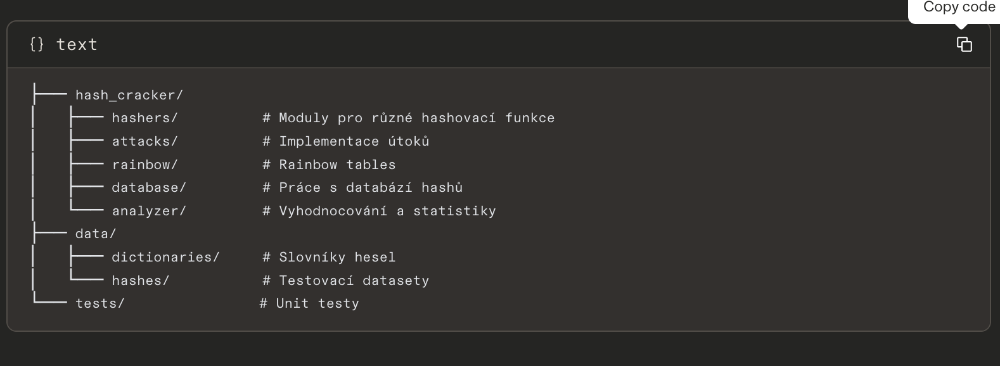 Copy code
{} text
├── hash_cracker/
│   ├── hashers/          # Moduly pro různé hashovací funkce
│   ├── attacks/          # Implementace útoků
│   ├── rainbow/          # Rainbow tables
│   ├── database/         # Práce s databází hashů
│   └── analyzer/         # Vyhodnocování a statistiky
├── data/
│   ├── dictionaries/     # Slovníky hesel
│   └── hashes/           # Testovací datasety
└── tests/                # Unit testy